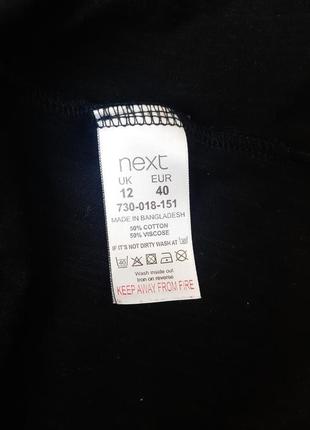 next
UK EUR
12 40
730-018-151
MADE IN BANGLADESH
50% COTTON
50% VISCOSE
IF IT'S NOT DIRTY WASH AT
40
Wash inside out
Iron on reverse
KEEP AWAY FROM FIRE